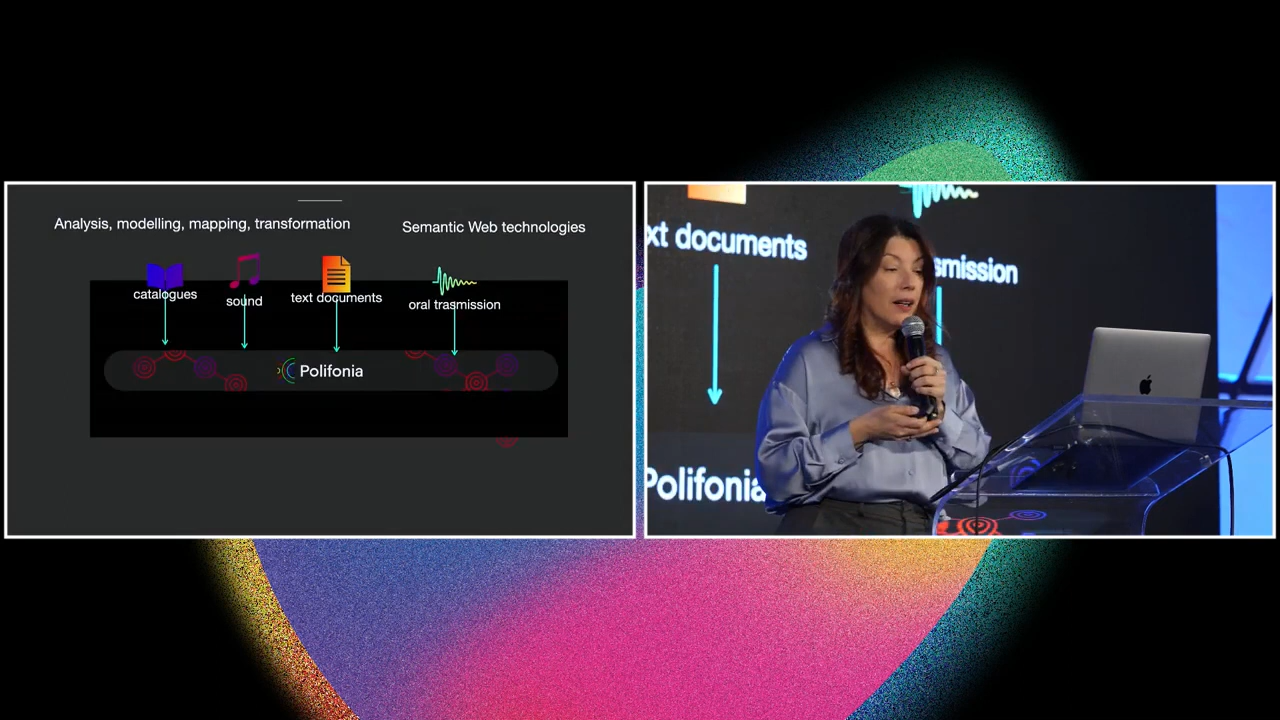 Analysis, modelling, mapping, transformation
Semantic Web technologies
catalogues
sound
text documents
oral trasmission
Polifonia
xt documents
smission
Polifonia